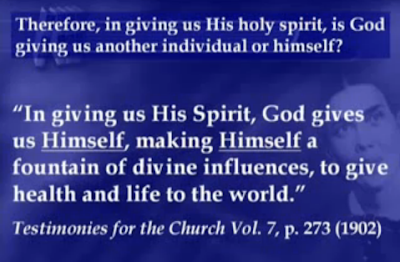 Therefore, in giving us His holy spirit, is God
giving us another individual or himself?
“In giving us His Spirit, God gives
us Himself, making Himself a
fountain of divine influences, to give
health and life to the world.”
Testimonies for the Church Vol. 7, p. 273 (1902)